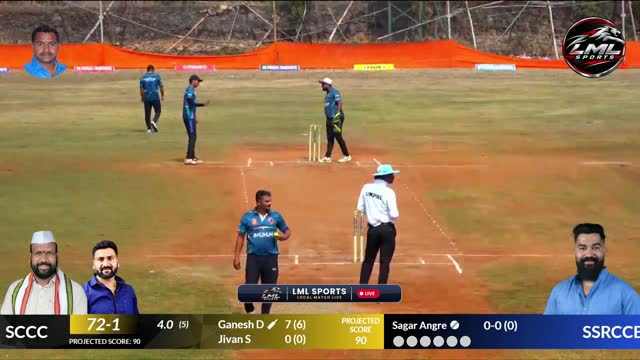 LML
SPORTS
UMPIRE
LML SPORTS
LOCAL MATCH LIVE
LIVE
SCCC
72-1
4.0 (5)
PROJECTED SCORE: 90
Ganesh D 7 (6)
Jivan S 0 (0)
PROJECTED
SCORE
90
Sagar Angre 0-0 (0)
SSRCCB